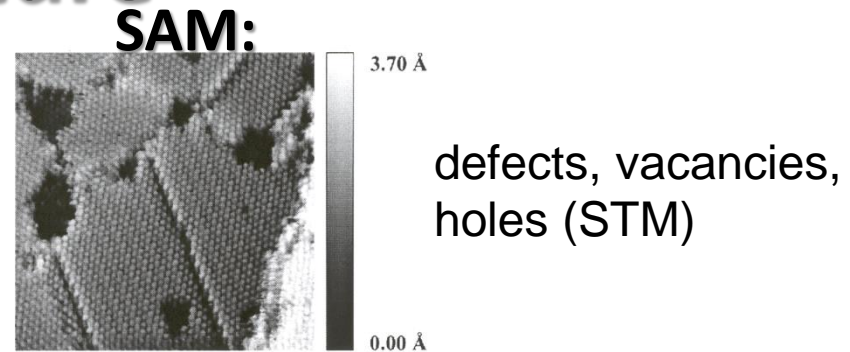 SAM:
3.70 Å
defects, vacancies,
holes (STM)
0.00 Å